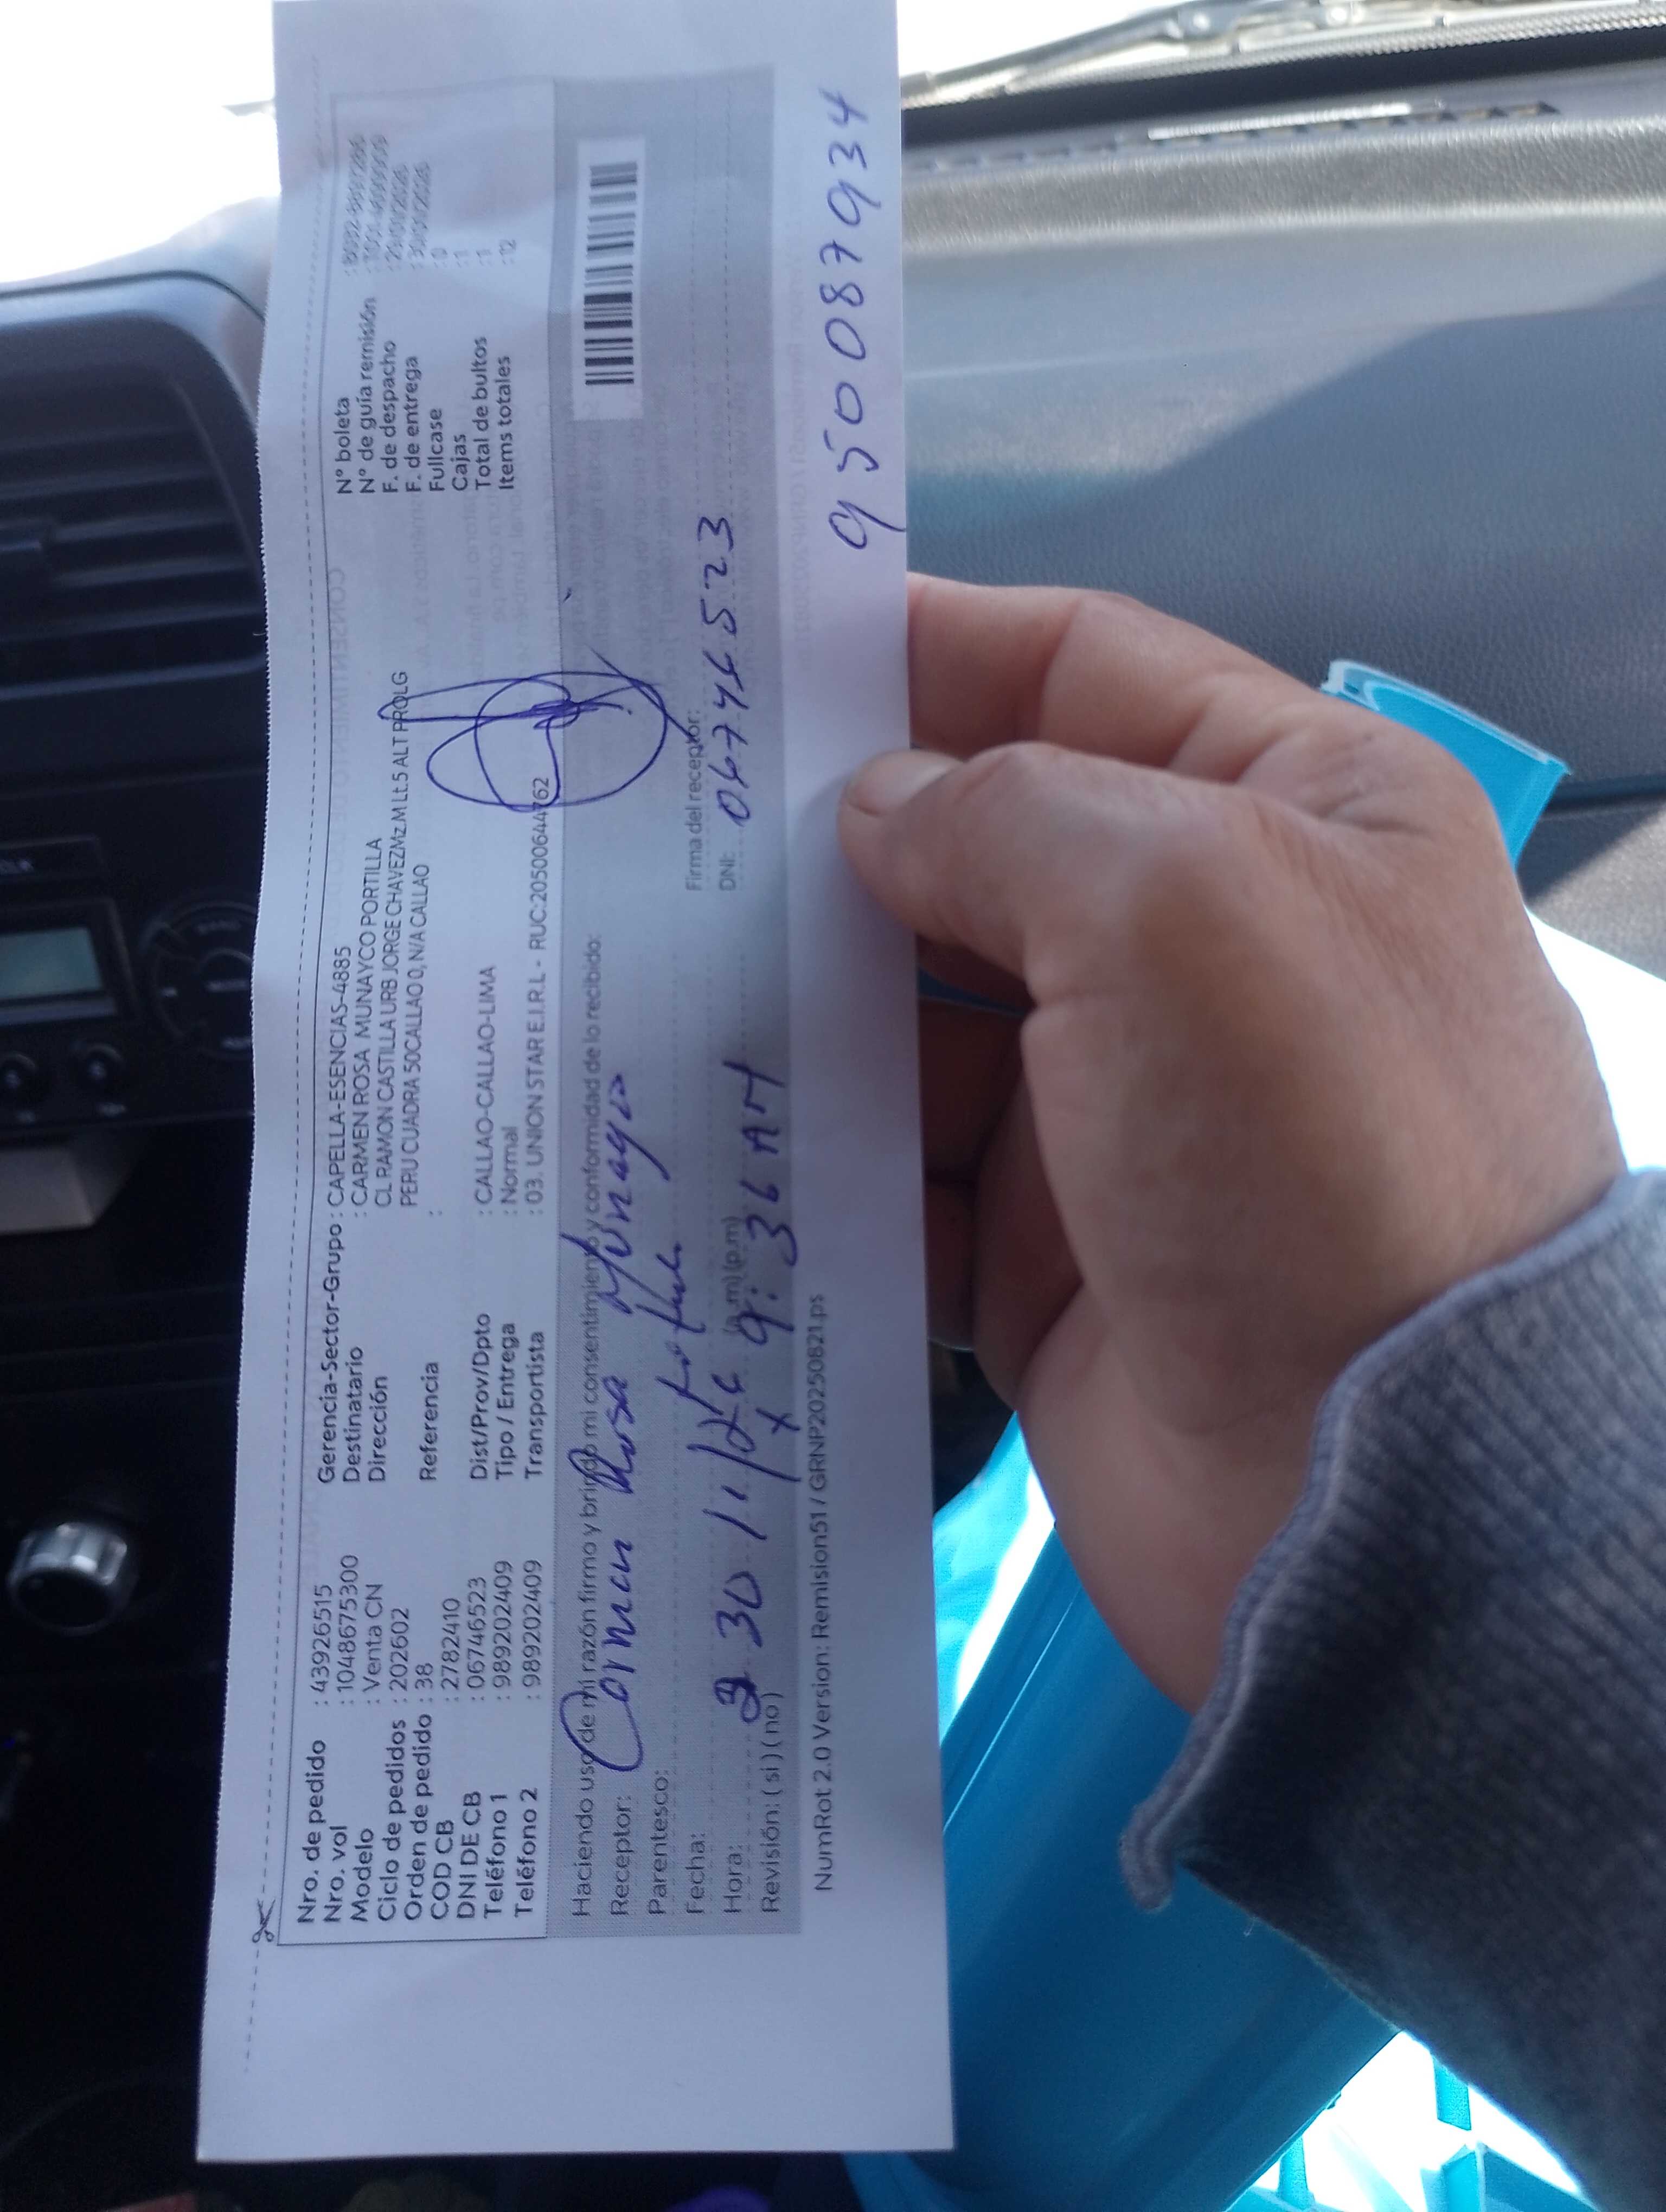 Nro. de pedido : 43926515
Nro. vol : 1048675300
Modelo : Venta CN
Ciclo de pedidos : 202602
Orden de pedido : 38
COD CB : 2782410
DNI DE CB : 06746523
Teléfono 1 : 989202409
Teléfono 2 : 989202409
Gerencia-Sector-Grupo : CAPELLA-ESENCIAS-4885
Destinatario : CARMEN ROSA MUNAYCO PORTILLA
Dirección CL RAMON CASTILLA URB JORGE CHAVEZMz.M Lt.5 ALT PROLG
PERU CUADRA 50CALLAO 0, N/A CALLAO
Referencia :
Dist/Prov/Dpto : CALLAO-CALLAO-LIMA
Tipo / Entrega : Normal
Transportista : 03. UNION STAR E.I.R.L - RUC:20500644762
N° boleta
N° de guía remisión
F. de despacho
F. de entrega
Fullcase : 0
Cajas : 1
Total de bultos : 1
Items totales : 12
Haciendo uso de mi razón firmo y brindo mi consentimiento y conformidad de lo recibido:
Receptor: Carmen Rosa Munayco
Parentesco:
Firma del receptor:
Fecha: 30
DNI: 06746523
Hora: (p.m) 9:36 AM
Revisión: (si) (no)
NumRot 2.0 Version: Remision51 / GRNP20250821.ps
950087934